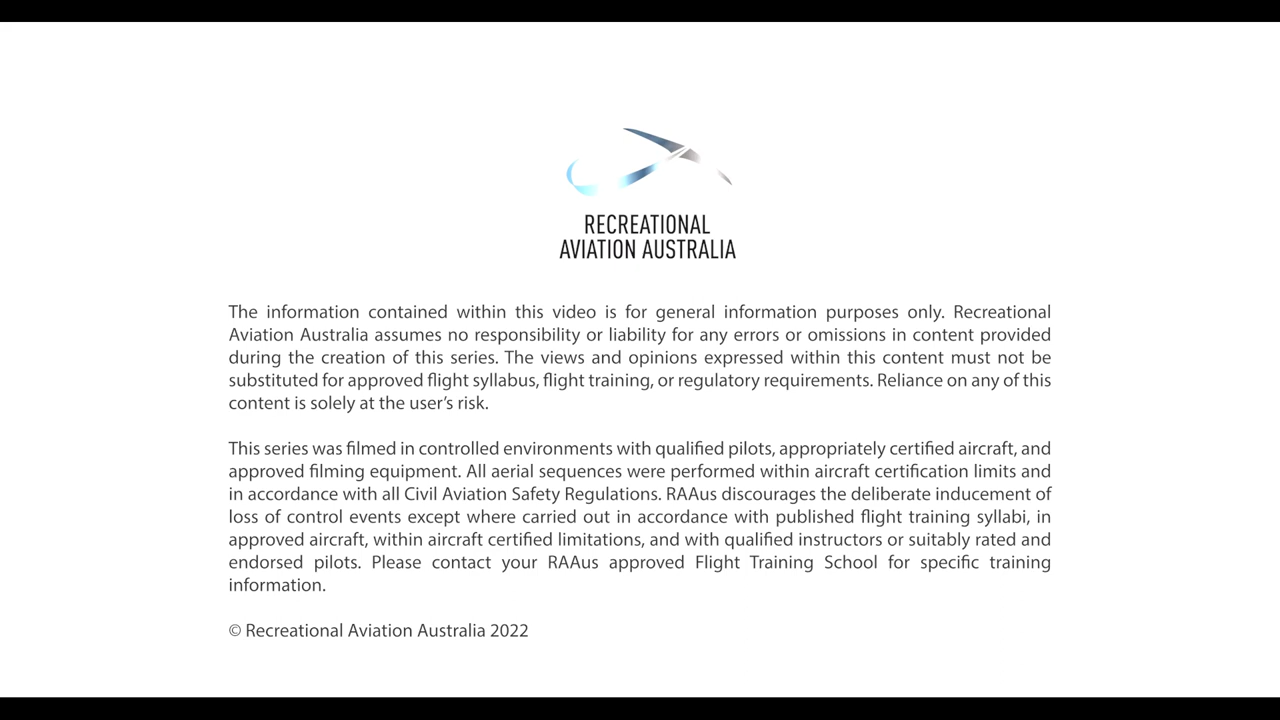 RECREATIONAL
AVIATION AUSTRALIA
The information contained within this video is for general information purposes only. Recreational
Aviation Australia assumes no responsibility or liability for any errors or omissions in content provided
during the creation of this series. The views and opinions expressed within this content must not be
substituted for approved flight syllabus, flight training, or regulatory requirements. Reliance on any of this
content is solely at the user's risk.
This series was filmed in controlled environments with qualified pilots, appropriately certified aircraft, and
approved filming equipment. All aerial sequences were performed within aircraft certification limits and
in accordance with all Civil Aviation Safety Regulations. RAAus discourages the deliberate inducement of
loss of control events except where carried out in accordance with published flight training syllabi, in
approved aircraft, within aircraft certified limitations, and with qualified instructors or suitably rated and
endorsed pilots. Please contact your RAAus approved Flight Training School for specific training
information.
© Recreational Aviation Australia 2022